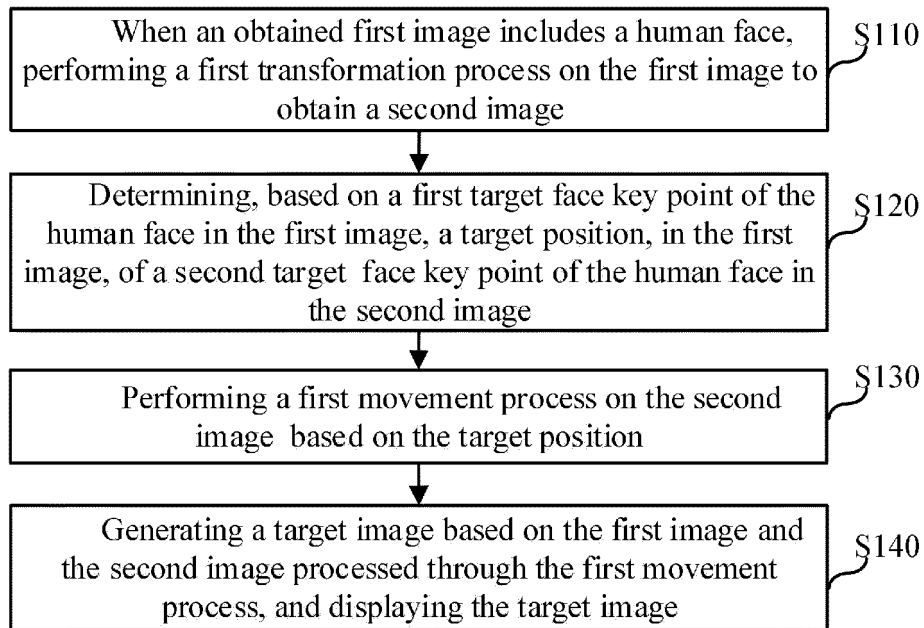 When an obtained first image includes a human face,
performing a first transformation process on the first image to
obtain a second image
S110
Determining, based on a first target face key point of the
human face in the first image, a target position, in the first
image, of a second target face key point of the human face in
the second image
S120
Performing a first movement process on the second
image based on the target position
S130
Generating a target image based on the first image and
the second image processed through the first movement
process, and displaying the target image
S140